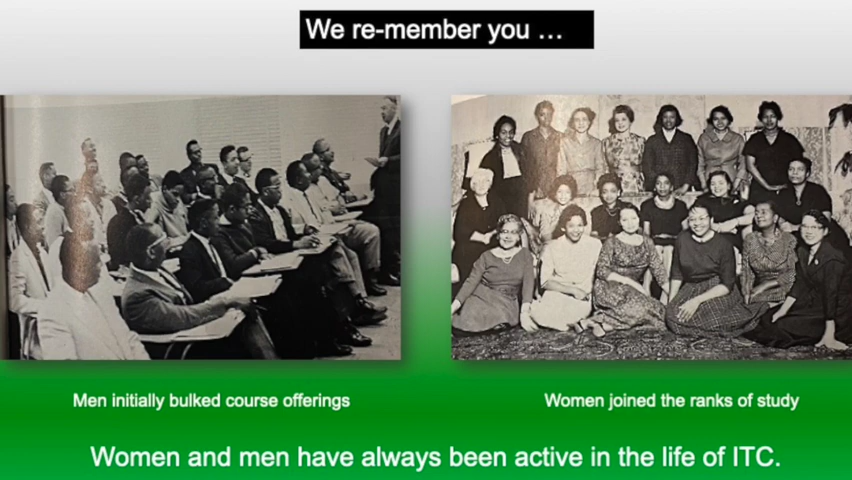 We re-member you …
Men initially bulked course offerings
Women joined the ranks of study
Women and men have always been active in the life of ITC.